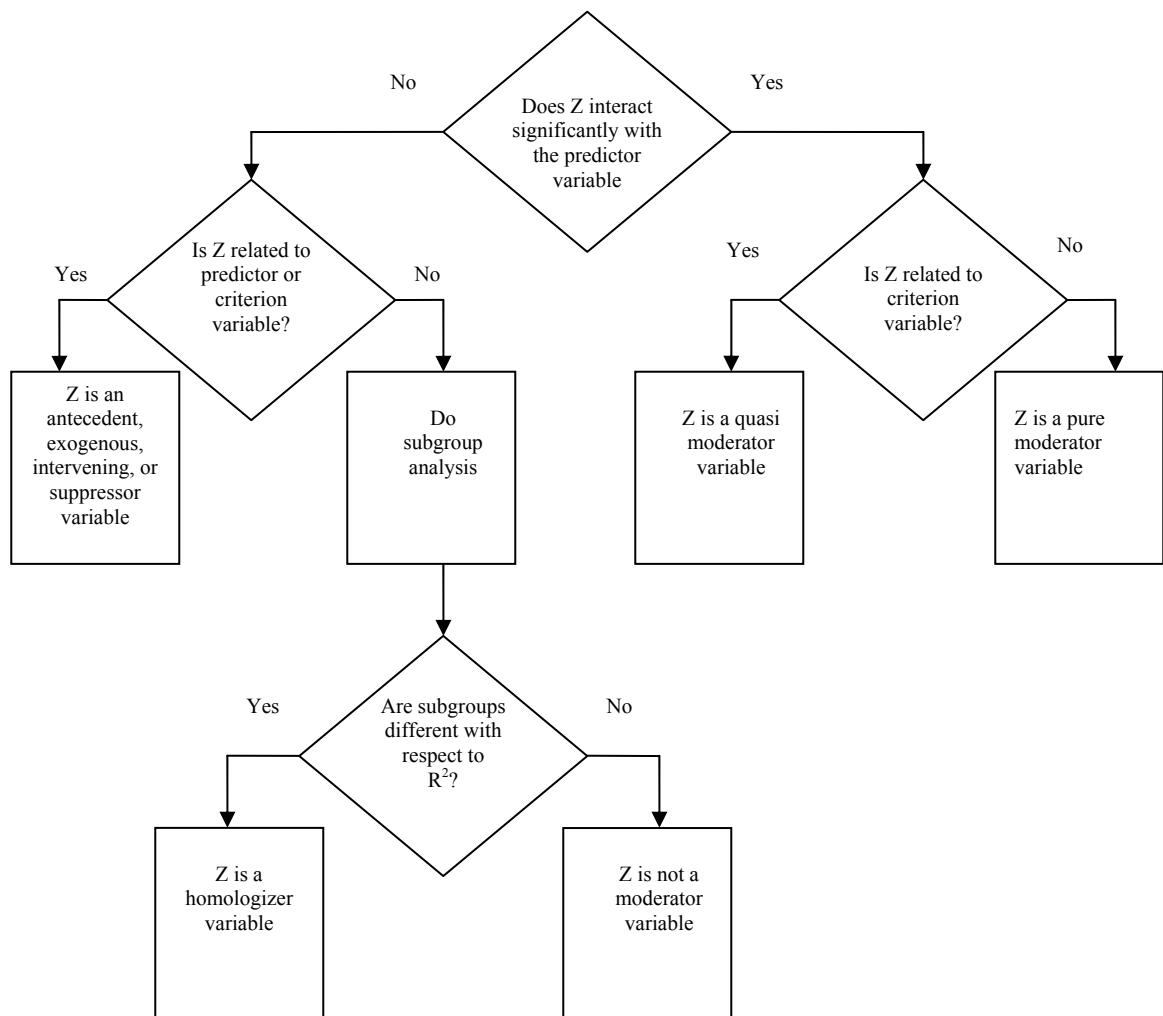 No
Yes
Does Z interact
significantly with
the predictor
variable
Yes
Is Z related to
predictor or
criterion
variable?
No
Yes
Is Z related to
criterion
variable?
No
Z is an
antecedent,
exogenous,
intervening, or
suppressor
variable
Do
subgroup
analysis
Z is a quasi
moderator
variable
Z is a pure
moderator
variable
Yes
Are subgroups
different with
respect to
R²?
No
Z is a
homologizer
variable
Z is not a
moderator
variable